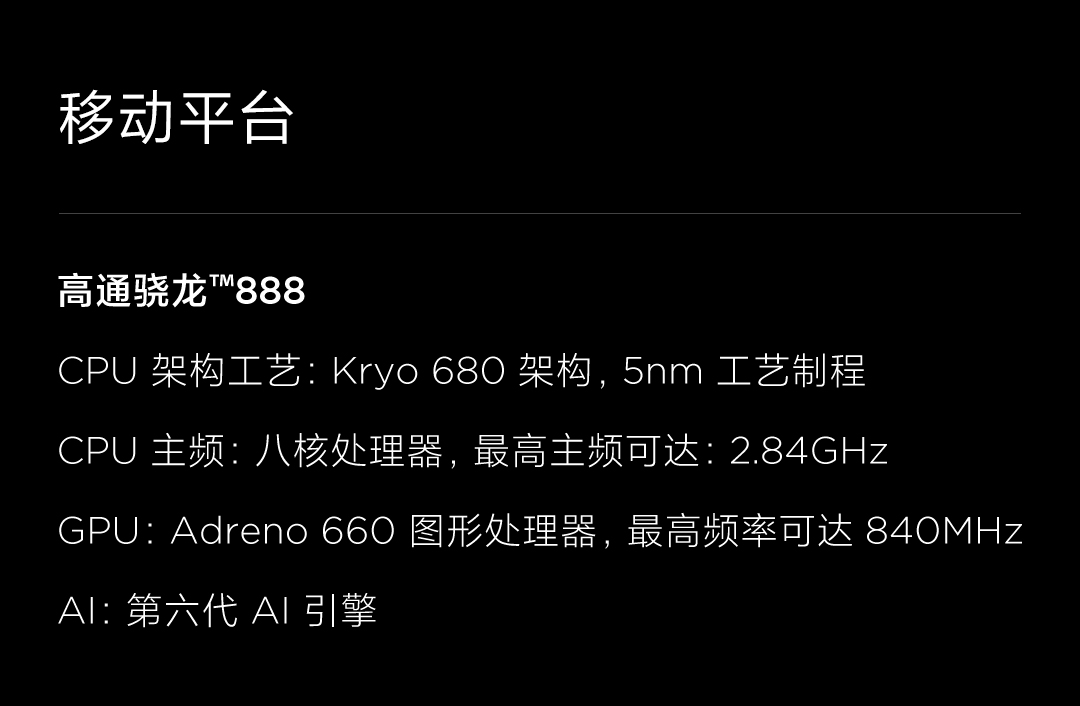 移动平台
高通骁龙™888
CPU 架构工艺: Kryo 680 架构, 5nm 工艺制程
CPU 主频: 八核处理器, 最高主频可达: 2.84GHz
GPU: Adreno 660 图形处理器, 最高频率可达 840MHz
AI: 第六代 AI 引擎